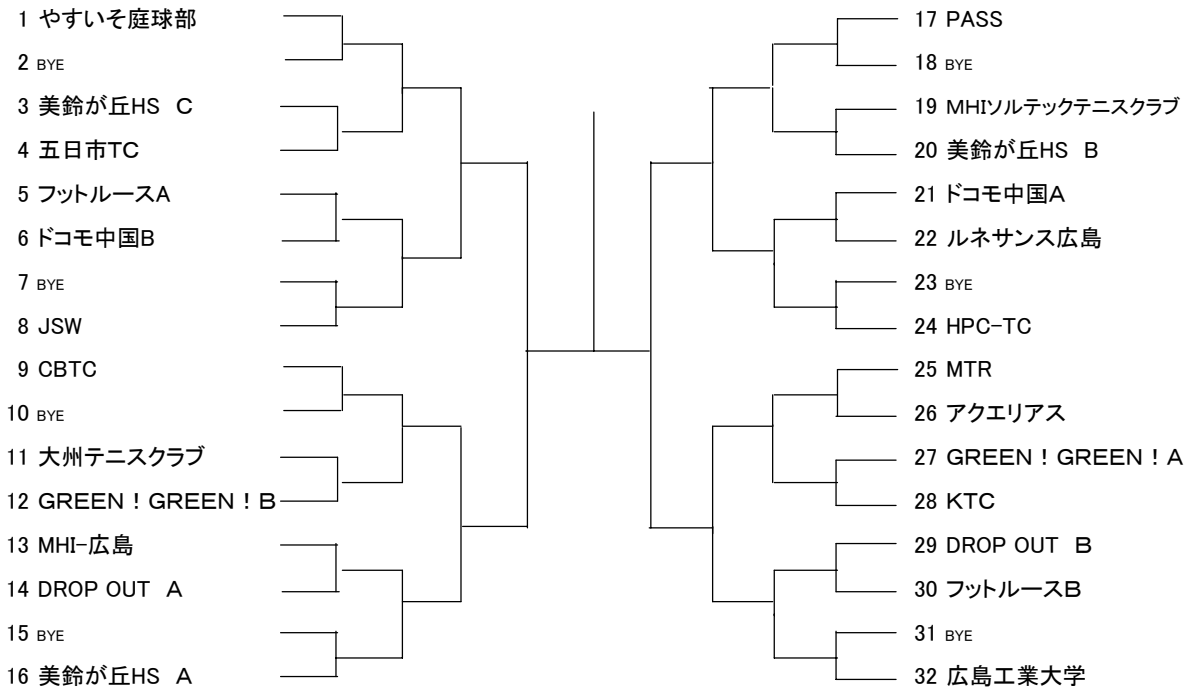 1 やすいそ庭球部
2 BYE
3 美鈴が丘HS C
4 五日市TC
5 フットルースA
6 ドコモ中国B
7 BYE
8 JSW
9 CBTC
10 BYE
11 大州テニスクラブ
12 GREEN！GREEN！B
13 MHI-広島
14 DROP OUT A
15 BYE
16 美鈴が丘HS A
17 PASS
18 BYE
19 MHIソルテックテニスクラブ
20 美鈴が丘HS B
21 ドコモ中国A
22 ルネサンス広島
23 BYE
24 HPC-TC
25 MTR
26 アクエリアス
27 GREEN！GREEN！A
28 KTC
29 DROP OUT B
30 フットルースB
31 BYE
32 広島工業大学